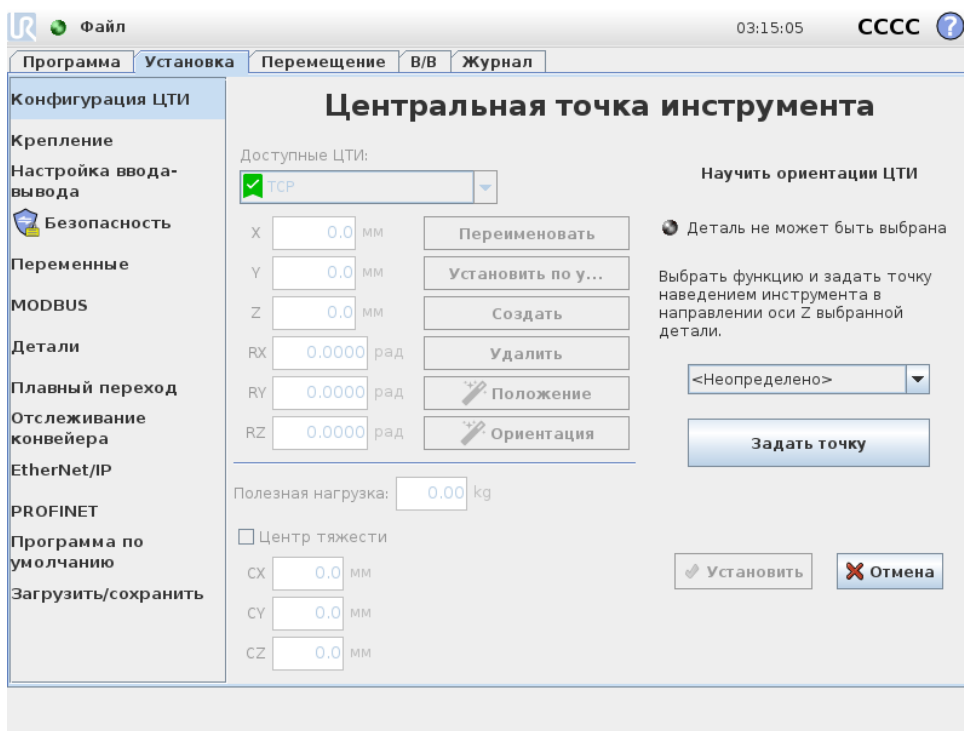 UR Файл 03:15:05 CCCC ?
Программа Установка Перемещение В/В Журнал
Конфигурация ЦТИ
Крепление
Настройка ввода-
вывода
Безопасность
Переменные
MODBUS
Детали
Плавный переход
Отслеживание
конвейера
EtherNet/IP
PROFINET
Программа по
умолчанию
Загрузить/сохранить
Центральная точка инструмента
Доступные ЦТИ:
TCP
X 0.0 мм Переименовать
Y 0.0 мм Установить по у...
Z 0.0 мм Создать
RX 0.0000 рад Удалить
RY 0.0000 рад Положение
RZ 0.0000 рад Ориентация
Полезная нагрузка: 0.00 kg
Центр тяжести
CX 0.0 мм
CY 0.0 мм
CZ 0.0 мм
Научить ориентации ЦТИ
Деталь не может быть выбрана
Выбрать функцию и задать точку
наведением инструмента в
направлении оси Z выбранной
детали.
<Неопределено>
Задать точку
Установить Отмена